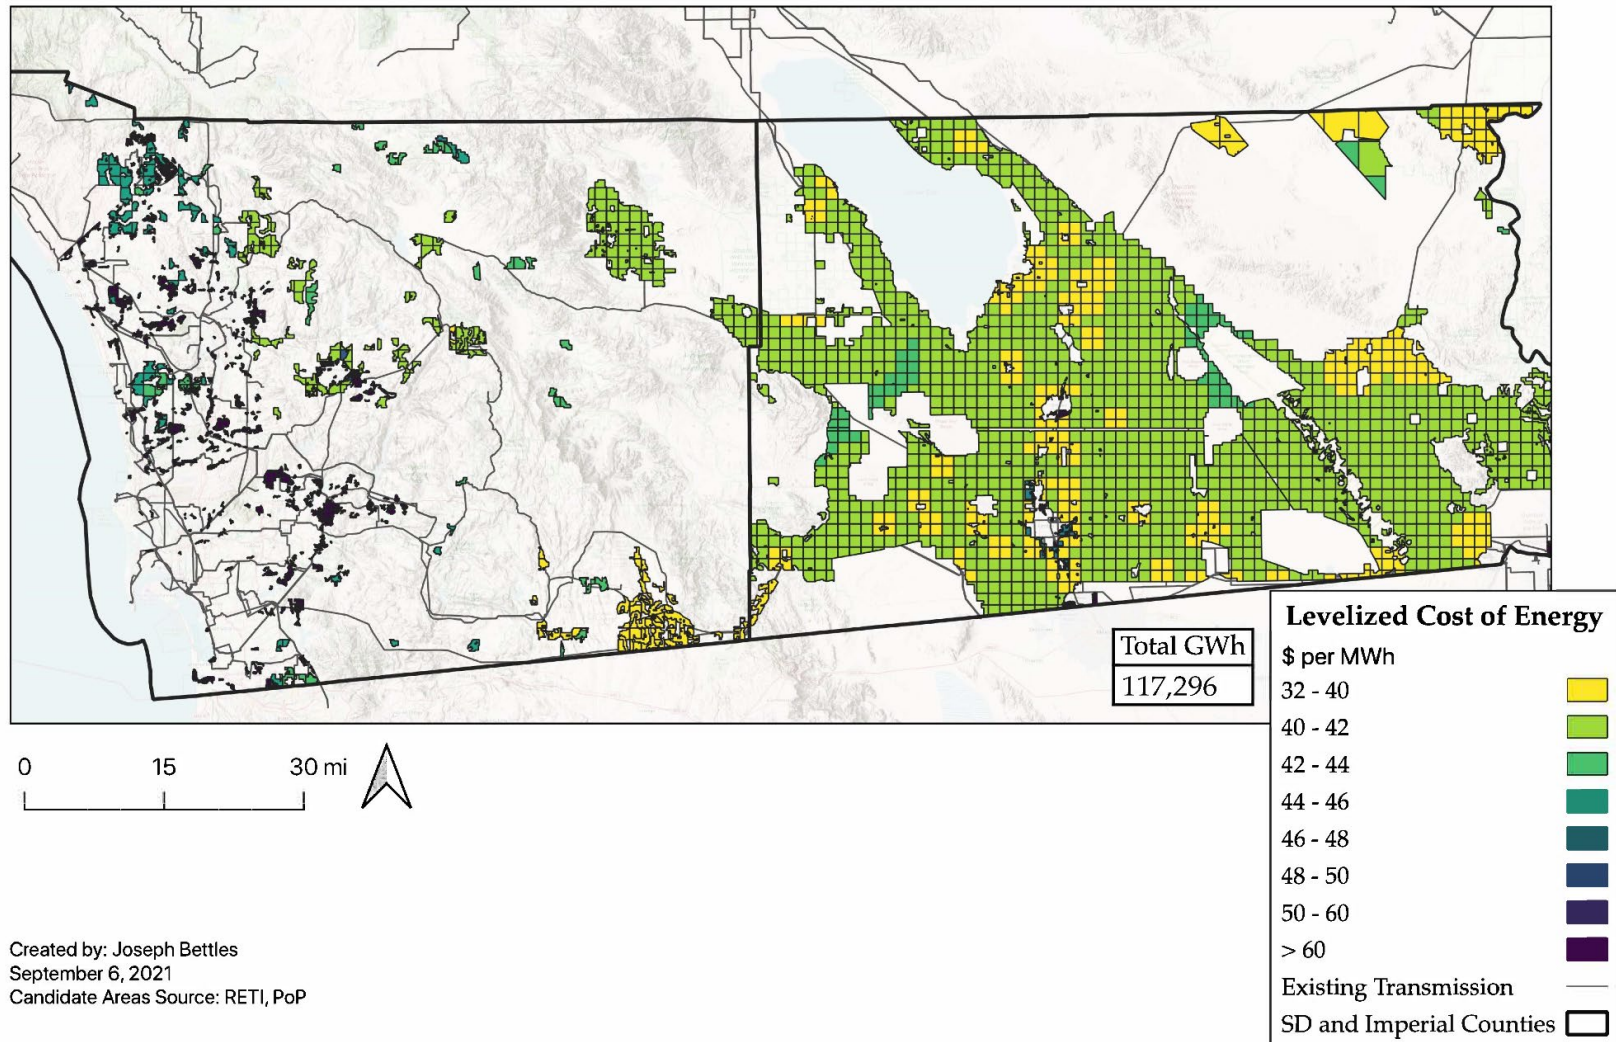 Total GWh
117,296
Levelized Cost of Energy
$ per MWh
32 - 40
40 - 42
42 - 44
44 - 46
46 - 48
48 - 50
50 - 60
> 60
Existing Transmission
SD and Imperial Counties
0 15 30 mi
Created by: Joseph Bettles
September 6, 2021
Candidate Areas Source: RETI, PoP